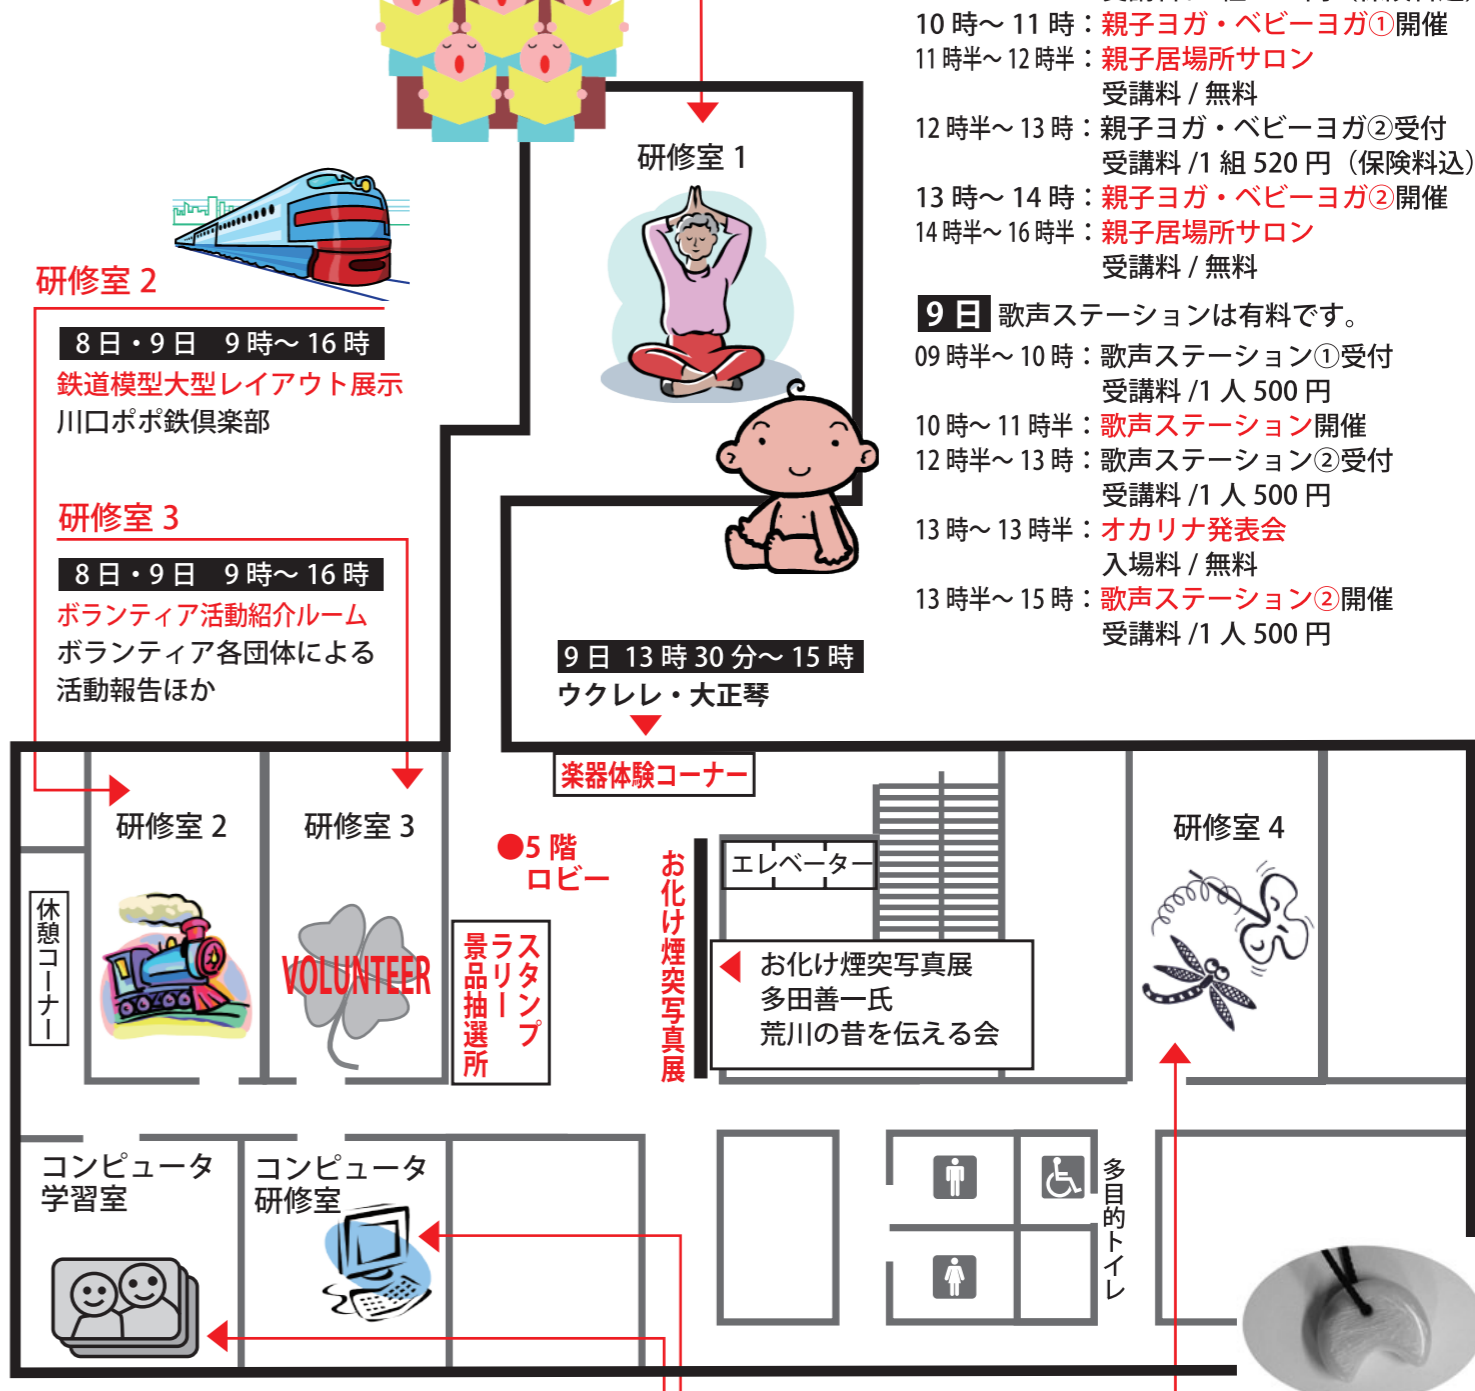 10時～11時：親子ヨガ・ベビーヨガ①開催
11時半～12時半：親子居場所サロン
受講料 / 無料
12時半～13時：親子ヨガ・ベビーヨガ②受付
受講料 /1組520円（保険料込）
13時～14時：親子ヨガ・ベビーヨガ②開催
14時半～16時半：親子居場所サロン
受講料 / 無料
9日 歌声ステーションは有料です。
09時半～10時：歌声ステーション①受付
受講料 /1人500円
10時～11時半：歌声ステーション開催
12時半～13時：歌声ステーション②受付
受講料 /1人500円
13時～13時半：オカリナ発表会
入場料 / 無料
13時半～15時：歌声ステーション②開催
受講料 /1人500円
研修室1
研修室2
8日・9日　9時～16時
鉄道模型大型レイアウト展示
川口ポポ鉄倶楽部
研修室3
8日・9日　9時～16時
ボランティア活動紹介ルーム
ボランティア各団体による
活動報告ほか
9日 13時30分～15時
ウクレレ・大正琴
楽器体験コーナー
研修室2
研修室3
●5階
ロビー
お化け煙突写真展
エレベーター
研修室4
休憩コーナー
VOLUNTEER
スタンプ
ラリー
景品抽選所
お化け煙突写真展
多田善一氏
荒川の昔を伝える会
コンピュータ
学習室
コンピュータ
研修室
多目的トイレ